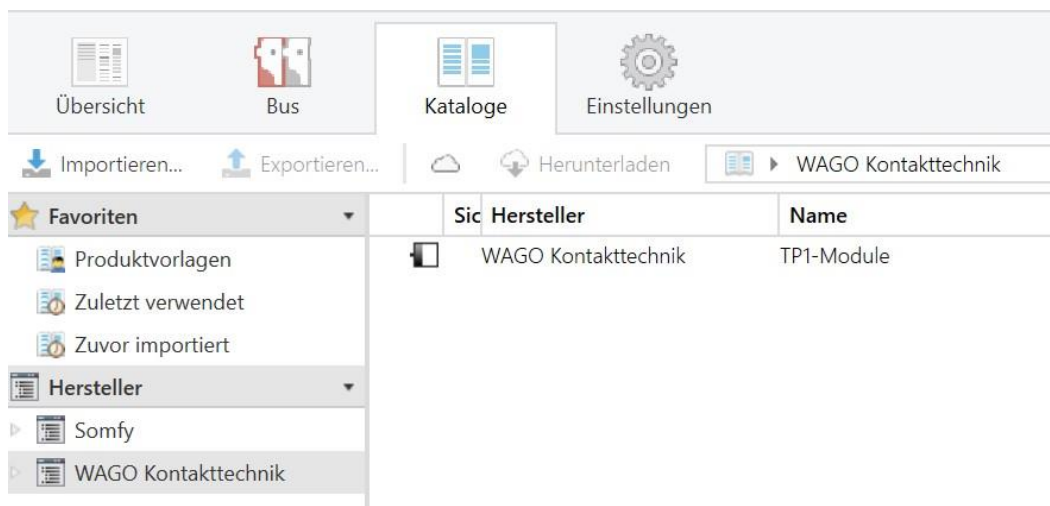 Übersicht Bus Kataloge Einstellungen
Importieren... Exportieren... Herunterladen WAGO Kontakttechnik
Favoriten Sic Hersteller Name
Produktvorlagen WAGO Kontakttechnik TP1-Module
Zuletzt verwendet
Zuvor importiert
Hersteller
Somfy
WAGO Kontakttechnik